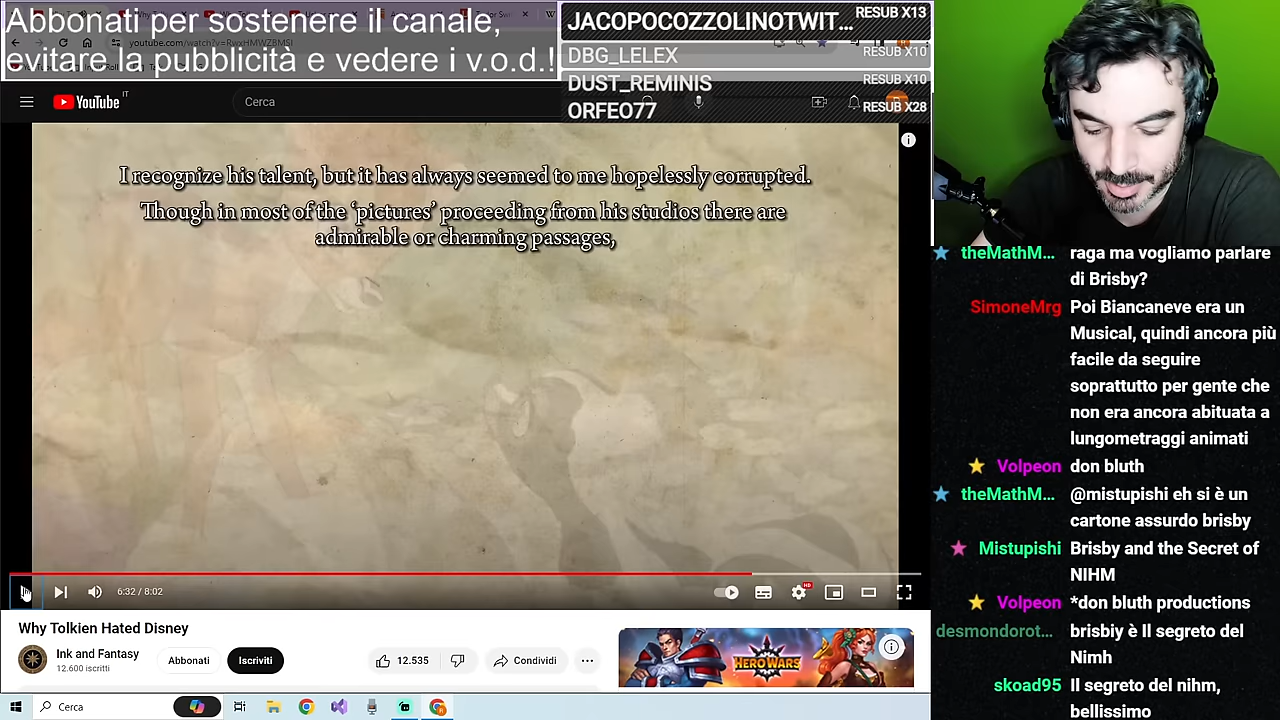 Abbonati per sostenere il canale,
evitare la pubblicità e vedere i v.o.d.!
JACOPOCOZZOLINOTWIT...
RESUB X13
DBG_LELEX
RESUB X10
DUST_REMINIS
RESUB X10
ORFEO77
RESUB X28
YouTube IT
Cerca
I recognize his talent, but it has always seemed to me hopelessly corrupted.
Though in most of the ‘pictures’ proceeding from his studios there are
admirable or charming passages,
6:32 / 8:02
HD
Why Tolkien Hated Disney
Ink and Fantasy
12.600 iscritti
Abbonati
Iscriviti
12.535
Condividi
HERO WARS
Cerca
theMathM... raga ma vogliamo parlare
di Brisby?
SimoneMrg Poi Biancaneve era un
Musical, quindi ancora più
facile da seguire
soprattutto per gente che
non era ancora abituata a
lungometraggi animati
Volpeon don bluth
theMathM... @mistupishi eh si è un
cartone assurdo brisby
Mistupishi Brisby and the Secret of
NIHM
Volpeon *don bluth productions
desmondorot... brisbiy è Il segreto del
Nimh
skoad95 Il segreto del nihm,
bellissimo